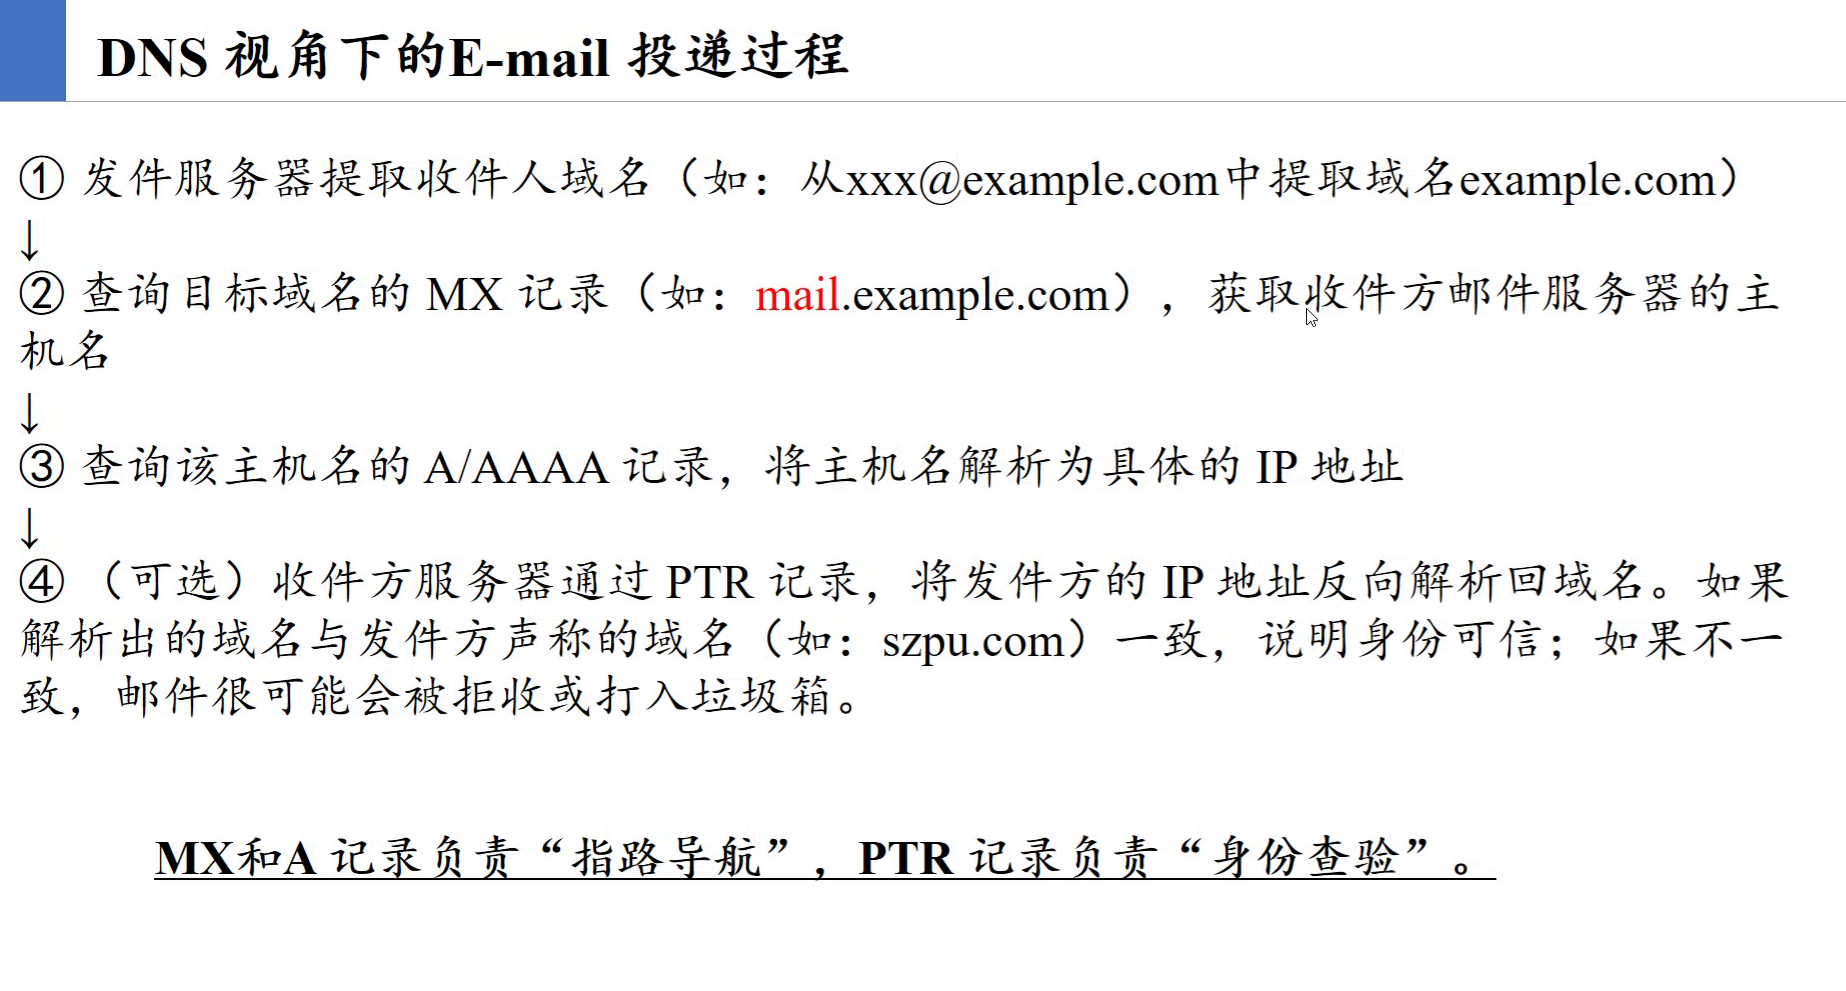 DNS 视角下的E-mail 投递过程
① 发件服务器提取收件人域名（如：从xxx@example.com中提取域名example.com）
↓
② 查询目标域名的 MX 记录（如：mail.example.com），获取收件方邮件服务器的主
机名
↓
③ 查询该主机名的 A/AAAA 记录，将主机名解析为具体的 IP 地址
↓
④ （可选）收件方服务器通过 PTR 记录，将发件方的 IP 地址反向解析回域名。如果
解析出的域名与发件方声称的域名（如：szpu.com）一致，说明身份可信；如果不一
致，邮件很可能会被拒收或打入垃圾箱。
MX和A 记录负责“指路导航”，PTR 记录负责“身份查验”。